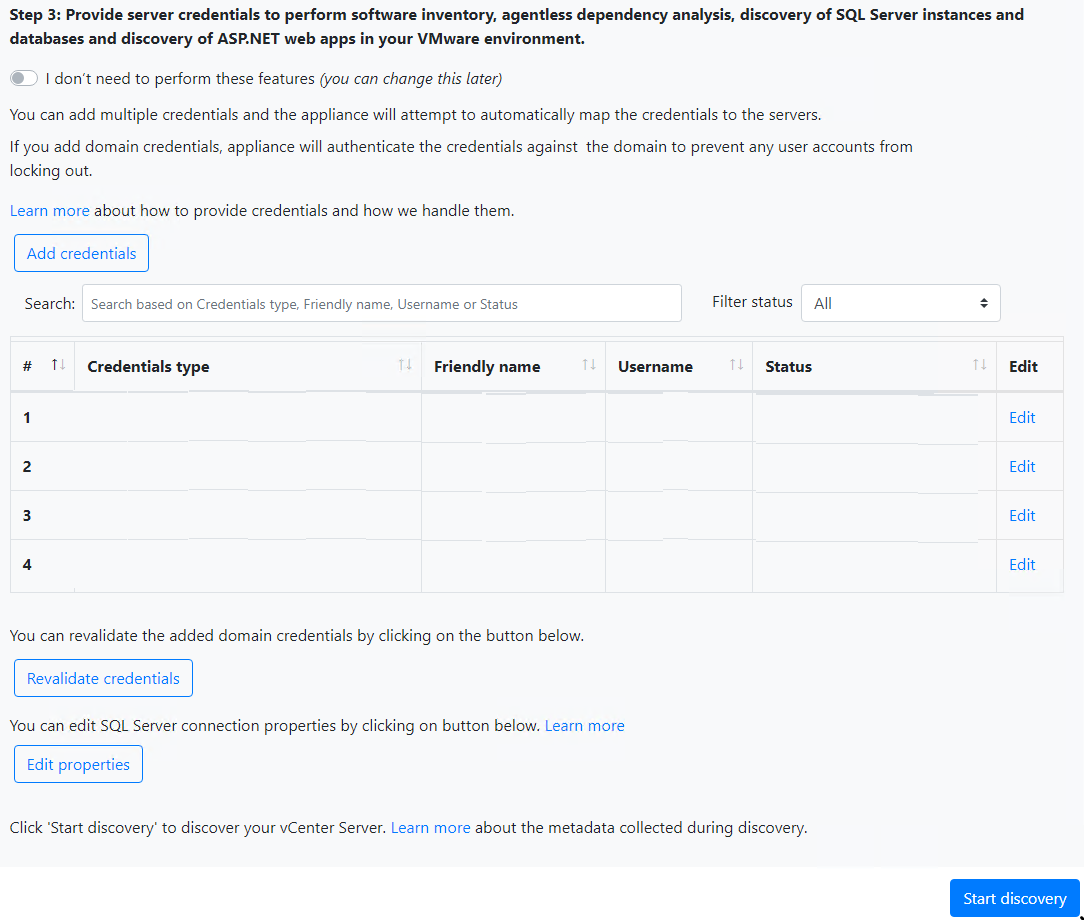 Step 3: Provide server credentials to perform software inventory, agentless dependency analysis, discovery of SQL Server instances and
databases and discovery of ASP.NET web apps in your VMware environment.
I don't need to perform these features (you can change this later)
You can add multiple credentials and the appliance will attempt to automatically map the credentials to the servers.
If you add domain credentials, appliance will authenticate the credentials against the domain to prevent any user accounts from
locking out.
Learn more about how to provide credentials and how we handle them.
Add credentials
Search: Search based on Credentials type, Friendly name, Username or Status Filter status All
# ↑↓ Credentials type ↑↓ Friendly name ↑↓ Username ↑↓ Status ↑↓ Edit
1 Edit
2 Edit
3 Edit
4 Edit
You can revalidate the added domain credentials by clicking on the button below.
Revalidate credentials
You can edit SQL Server connection properties by clicking on button below. Learn more
Edit properties
Click 'Start discovery' to discover your vCenter Server. Learn more about the metadata collected during discovery.
Start discovery